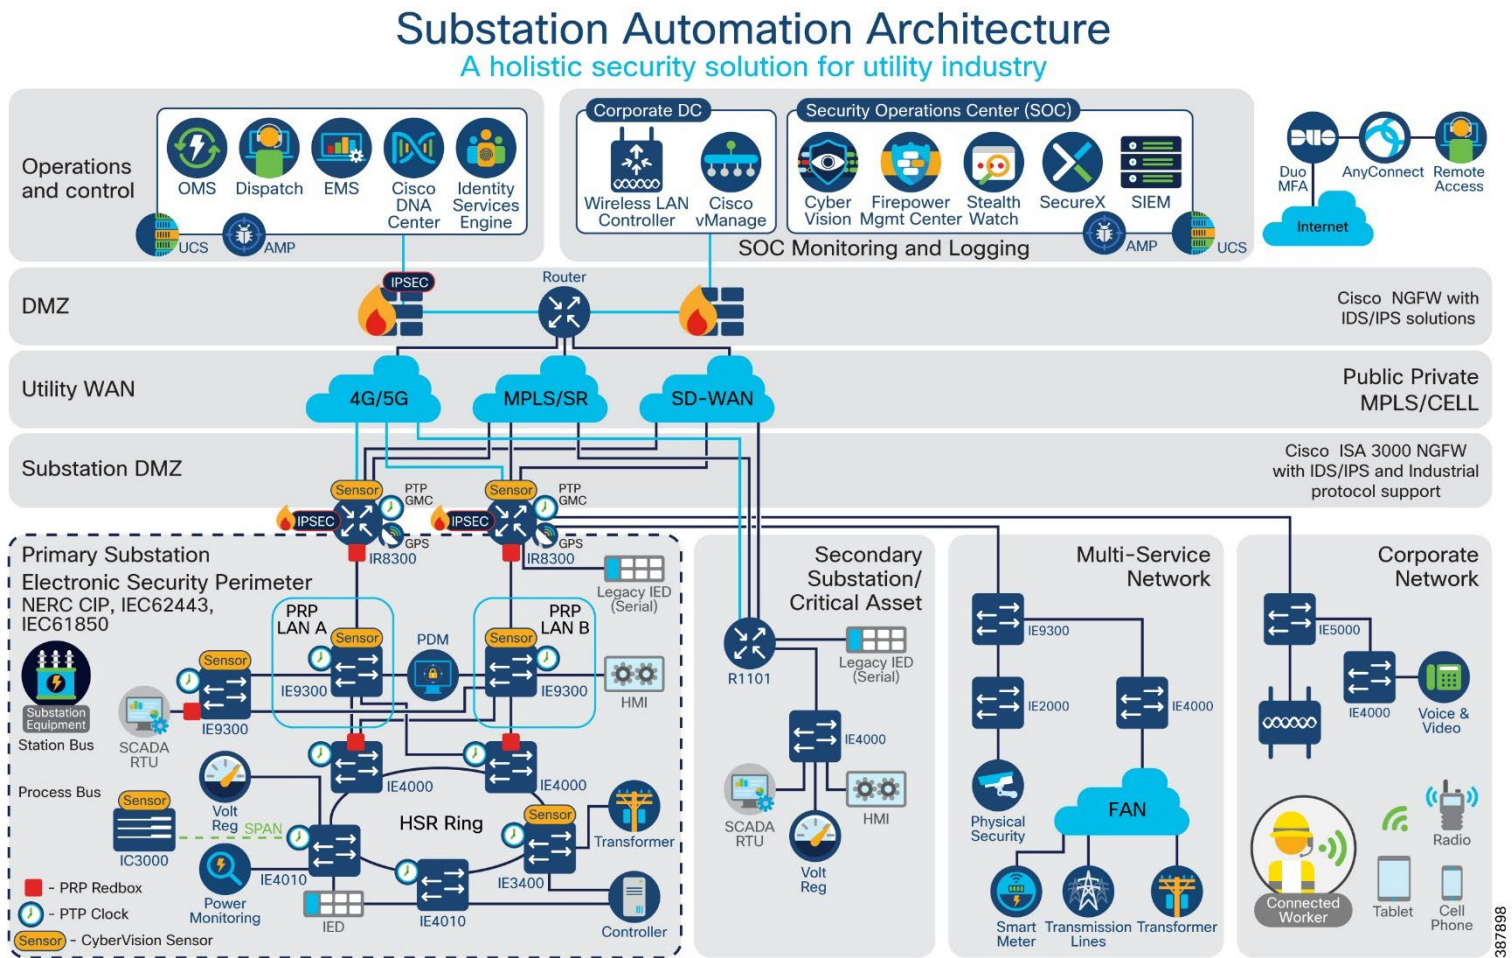 Substation Automation Architecture
A holistic security solution for utility industry
Operations
and control
OMS
Dispatch
EMS
Cisco
DNA
Center
Identity
Services
Engine
UCS
AMP
Corporate DC
Wireless LAN
Controller
Cisco
vManage
Security Operations Center (SOC)
Cyber
Vision
Firepower
Mgmt Center
Stealth
Watch
SecureX
SIEM
SOC Monitoring and Logging
AMP
UCS
Duo
MFA
AnyConnect
Remote
Access
Internet
DMZ
IPSEC
Router
Cisco NGFW with
IDS/IPS solutions
Utility WAN
4G/5G
MPLS/SR
SD-WAN
Public Private
MPLS/CELL
Substation DMZ
Cisco ISA 3000 NGFW
with IDS/IPS and Industrial
protocol support
Sensor
PTP
GMC
IPSEC
GPS
IR8300
Sensor
PTP
GMC
IPSEC
GPS
IR8300
Primary Substation
Electronic Security Perimeter
NERC CIP, IEC62443,
IEC61850
Legacy IED
(Serial)
PRP
LAN A
Sensor
IE9300
PDM
PRP
LAN B
Sensor
IE9300
HMI
Substation
Equipment
Station Bus
SCADA
RTU
Sensor
IE9300
IE4000
IE4000
Process Bus
Volt
Reg
Sensor
IC3000
SPAN
HSR Ring
Sensor
IE3400
Transformer
IE4010
Power
Monitoring
IED
IE4010
Controller
- PRP Redbox
- PTP Clock
Sensor - CyberVision Sensor
Secondary
Substation/
Critical Asset
R1101
Legacy IED
(Serial)
IE4000
SCADA
RTU
Volt
Reg
HMI
Multi-Service
Network
IE9300
IE2000
IE4000
Physical
Security
FAN
Smart
Meter
Transmission
Lines
Transformer
Corporate
Network
IE5000
IE4000
Voice &
Video
Connected
Worker
Radio
Tablet
Cell
Phone
387898